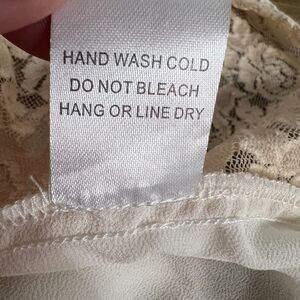 HAND WASH COLD
DO NOT BLEACH
HANG OR LINE DRY